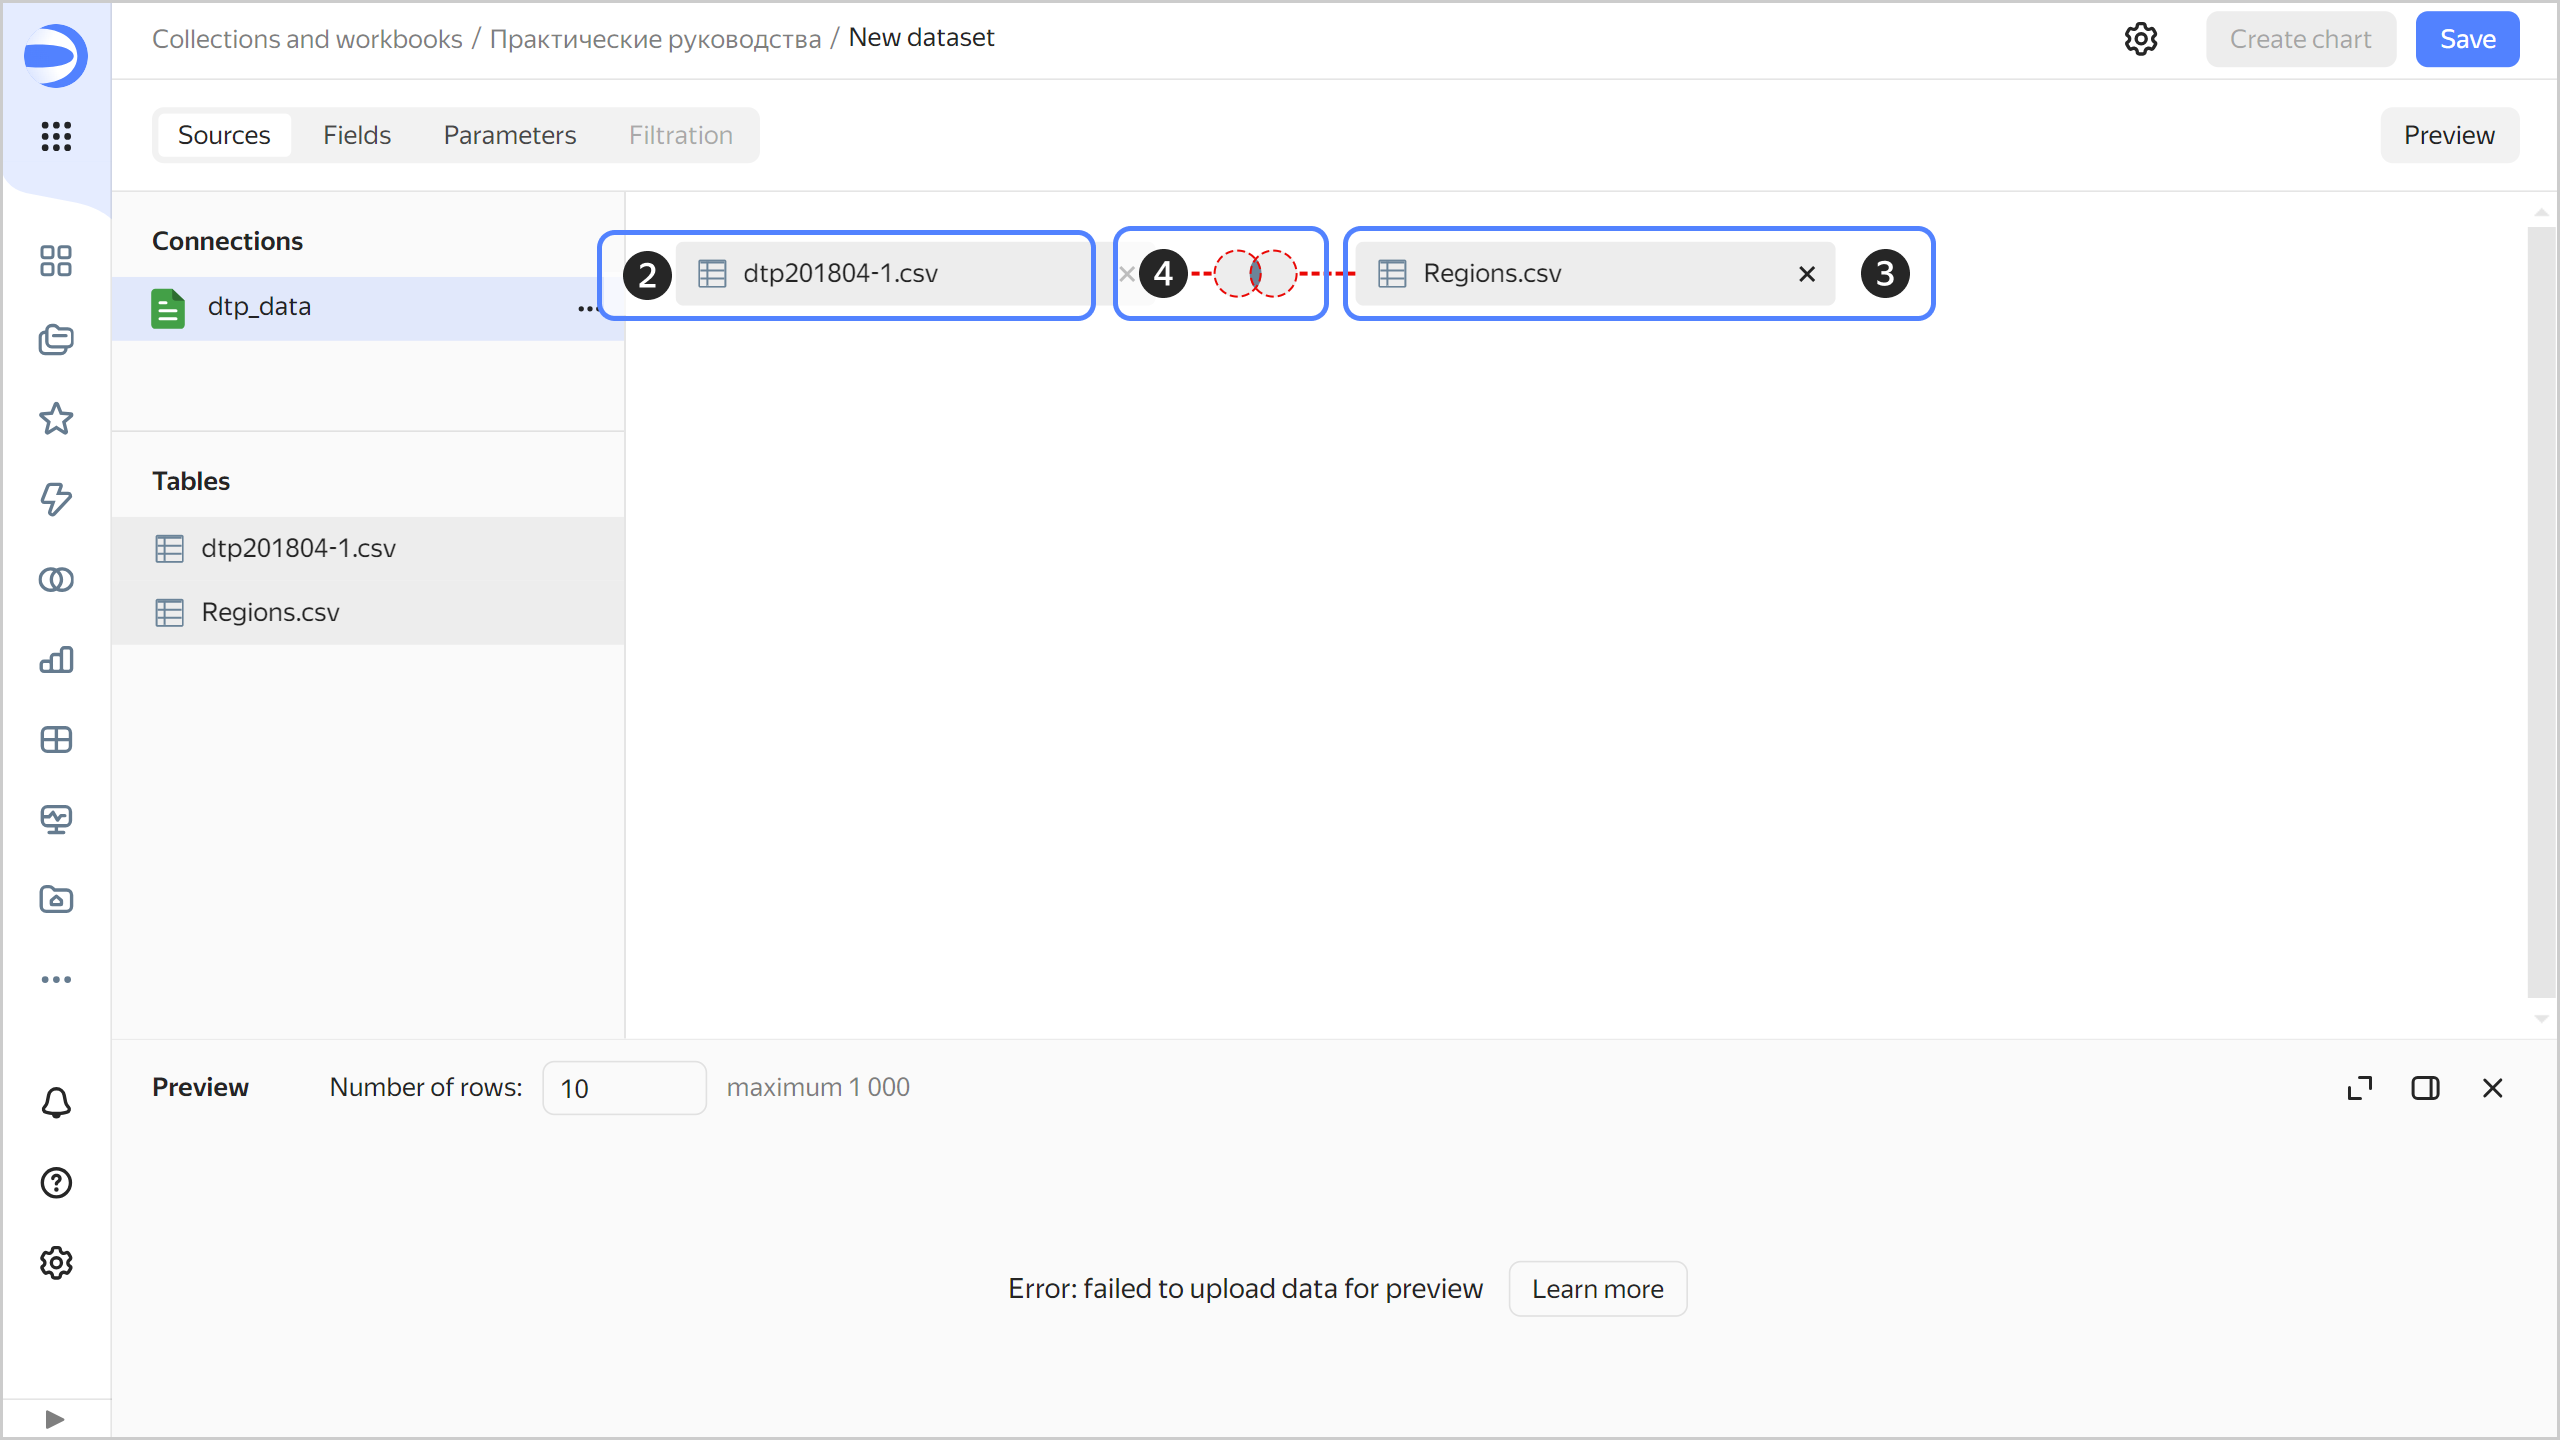 Collections and workbooks / Практические руководства / New dataset
Create chart
Save
Sources Fields Parameters Filtration
Preview
Connections
dtp_data
2 dtp201804-1.csv
4
Regions.csv 3
Tables
dtp201804-1.csv
Regions.csv
Preview Number of rows: 10 maximum 1 000
Error: failed to upload data for preview Learn more